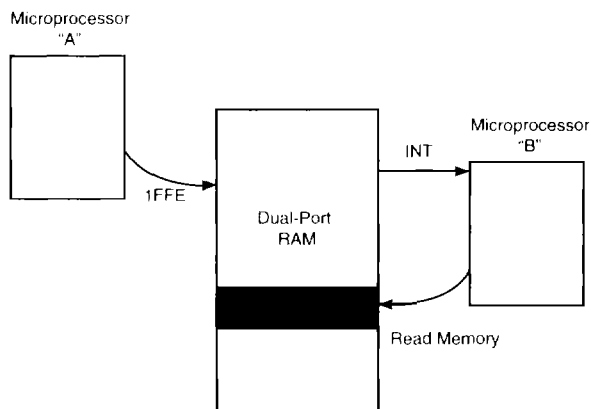 Microprocessor
"A"
1FFE
Dual-Port
RAM
INT
Microprocessor
"B"
Read Memory